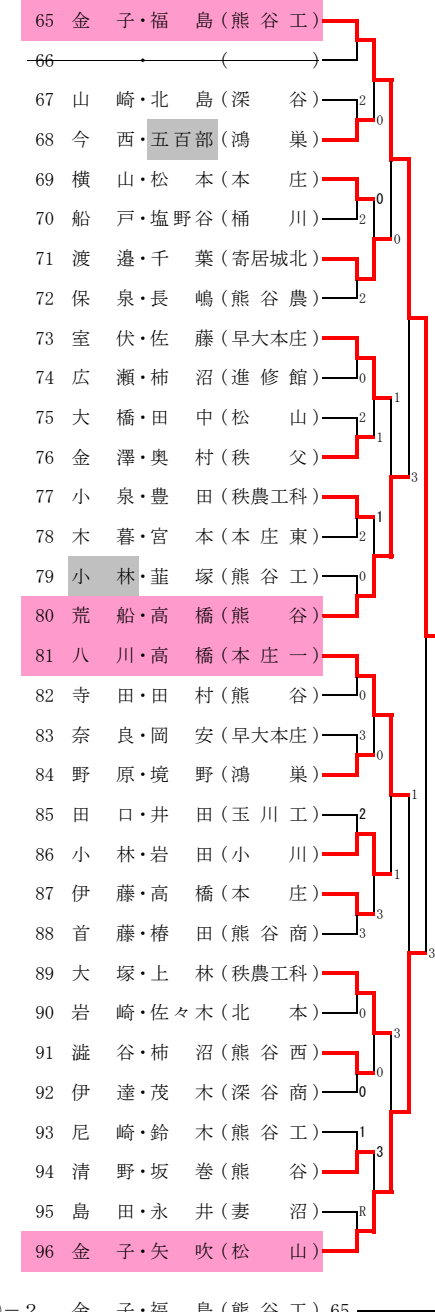 65 金 子・福 島(熊 谷 工)
66 ・ ( )
67 山 崎・北 島(深 谷) 2
0
68 今 西・五百部(鴻 巣)
69 横 山・松 本(本 庄)
0
70 船 戸・塩野谷(桶 川) 2
0
71 渡 邉・千 葉(寄居城北)
72 保 泉・長 嶋(熊 谷 農) 2
73 室 伏・佐 藤(早大本庄)
74 広 瀬・柿 沼(進 修 館) 0
1
75 大 橋・田 中(松 山) 2
1
76 金 澤・奥 村(秩 父)
3
77 小 泉・豊 田(秩農工科)
1
78 木 暮・宮 本(本 庄 東) 2
79 小 林・韮 塚(熊 谷 工) 0
80 荒 船・高 橋(熊 谷)
81 八 川・高 橋(本 庄 一)
82 寺 田・田 村(熊 谷) 0
83 奈 良・岡 安(早大本庄) 3
0
84 野 原・境 野(鴻 巣)
1
85 田 口・井 田(玉 川 工) 2
86 小 林・岩 田(小 川)
1
87 伊 藤・高 橋(本 庄)
3
88 首 藤・椿 田(熊 谷 商) 3
3
89 大 塚・上 林(秩農工科)
90 岩 崎・佐々木(北 本) 0
3
91 澁 谷・柿 沼(熊 谷 西)
0
92 伊 達・茂 木(深 谷 商) 0
93 尼 崎・鈴 木(熊 谷 工) 1
3
94 清 野・坂 巻(熊 谷)
95 島 田・永 井(妻 沼) R
96 金 子・矢 吹(松 山)
－２ 金 子・福 島(熊 谷 工) 65